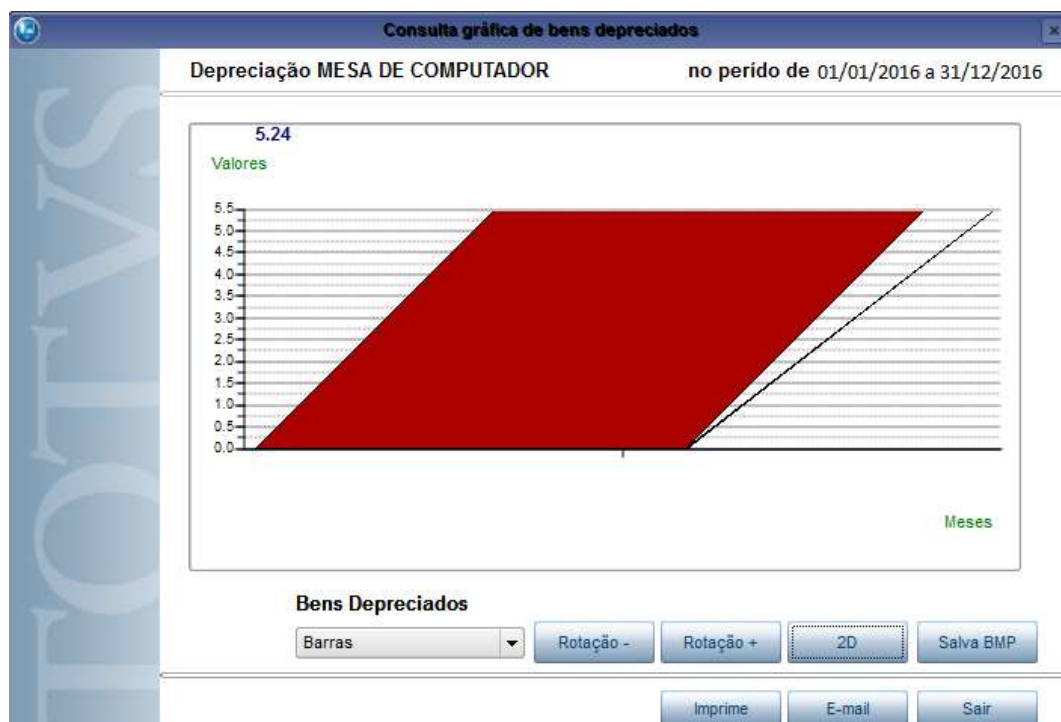 Consulta gráfica de bens depreciados
Depreciação MESA DE COMPUTADOR no perído de 01/01/2016 a 31/12/2016
5.24
Valores
5.5
5.0
4.5
4.0
3.5
3.0
2.5
2.0
1.5
1.0
0.5
0.0
Meses
Bens Depreciados
Barras Rotação - Rotação + 2D Salva BMP
Imprime E-mail Sair
TOTVS